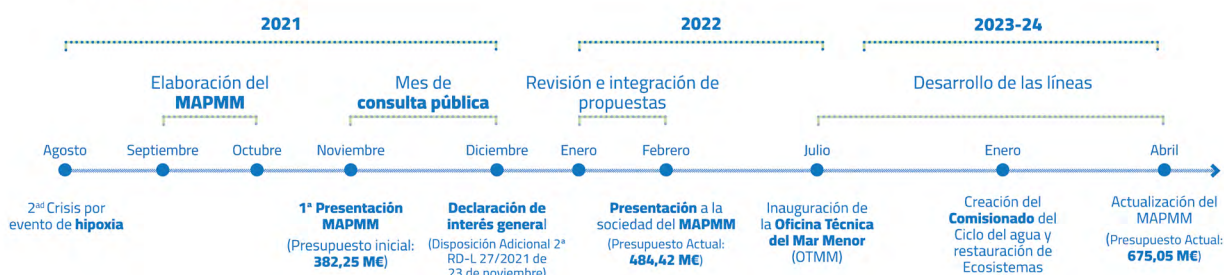 2021
2022
2023-24
Elaboración del
MAPMM
Mes de
consulta pública
Revisión e integración de
propuestas
Desarrollo de las líneas
Agosto
Septiembre
Octubre
Noviembre
Diciembre
Enero
Febrero
Julio
Enero
Abril
2ªd Crisis por
evento de hipoxia
1ª Presentación
MAPMM
(Presupuesto inicial:
382,25 M€)
Declaración de
interés general
(Disposición Adicional 2ª
RD-L 27/2021 de
23 de noviembre)
Presentación a la
sociedad del MAPMM
(Presupuesto Actual:
484,42 M€)
Inauguración de
la Oficina Técnica
del Mar Menor
(OTMM)
Creación del
Comisionado del
Ciclo del agua y
restauración de
Ecosistemas
Actualización del
MAPMM
(Presupuesto Actual:
675,05 M€)